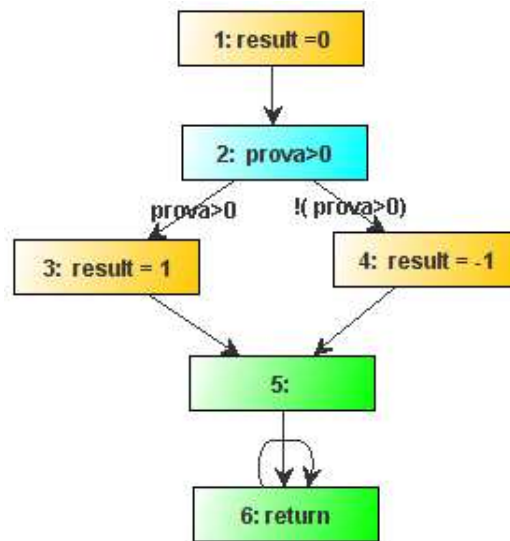 1: result =0
2: prova>0
prova>0
!( prova>0)
3: result = 1
4: result = -1
5:
6: return